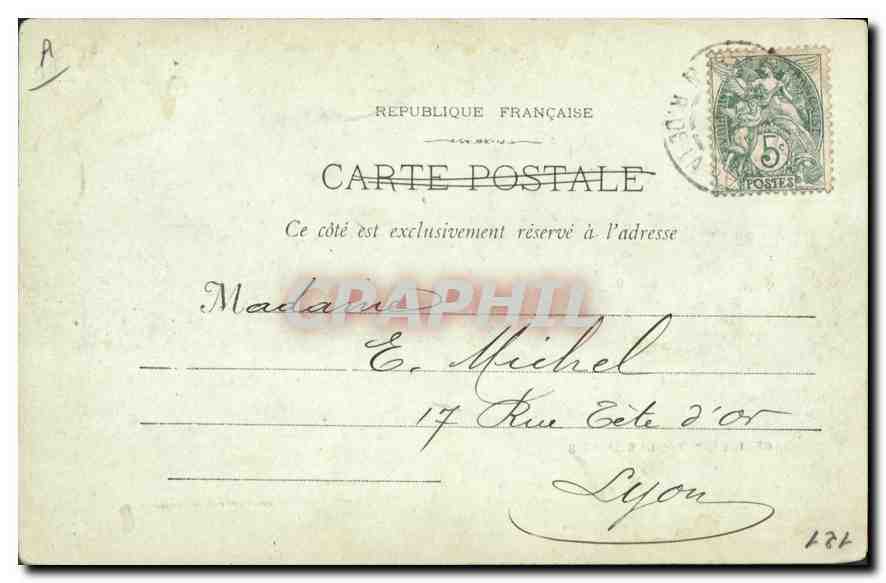 A
REPUBLIQUE FRANÇAISE
CARTE POSTALE
Ce côté est exclusivement réservé à l'adresse
5c
POSTES
Madame
CPAPHIL
E. Michel
17 Rue Tête d'Or
Lyon
121